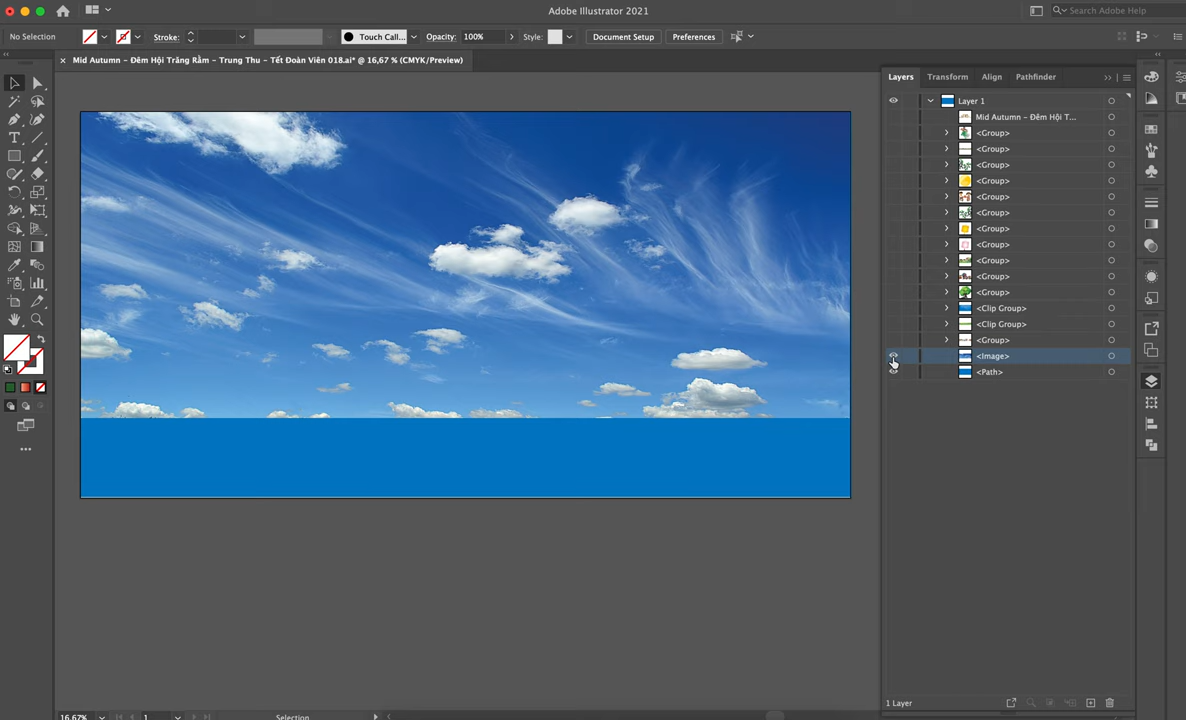 Adobe Illustrator 2021
Search Adobe Help
No Selection
Stroke:
Touch Call...
Opacity:
100%
Style:
Document Setup
Preferences
Mid Autumn – Đêm Hội Trăng Rằm – Trung Thu – Tết Đoàn Viên 018.ai* @ 16,67 % (CMYK/Preview)
Layers
Transform
Align
Pathfinder
Layer 1
Mid Autumn – Đêm Hội T...
<Group>
<Group>
<Group>
<Group>
<Group>
<Group>
<Group>
<Group>
<Group>
<Group>
<Group>
<Clip Group>
<Clip Group>
<Group>
<Image>
<Path>
1 Layer
16,67%
1
Selection